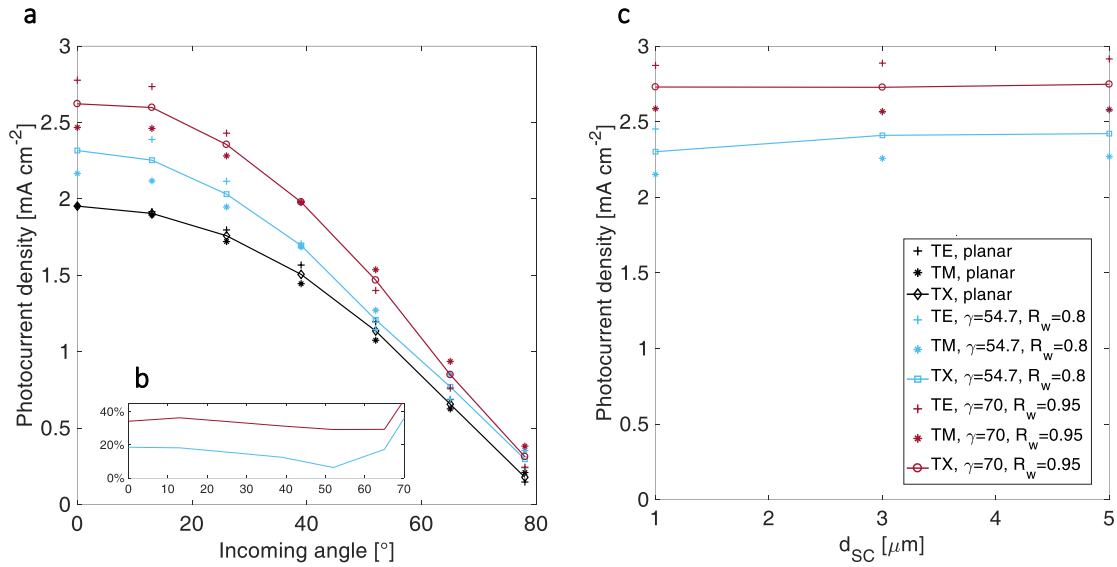 a
3
2.5
2
1.5
1
0.5
0
0
20
40
60
80
Photocurrent density [mA cm⁻²]
Incoming angle [°]
b
40%
20%
0%
0
10
20
30
40
50
60
70
c
3
2.5
2
1.5
1
0.5
0
1
2
3
4
5
Photocurrent density [mA cm⁻²]
d_SC [μm]
TE, planar
TM, planar
TX, planar
TE, γ=54.7, R_w=0.8
TM, γ=54.7, R_w=0.8
TX, γ=54.7, R_w=0.8
TE, γ=70, R_w=0.95
TM, γ=70, R_w=0.95
TX, γ=70, R_w=0.95